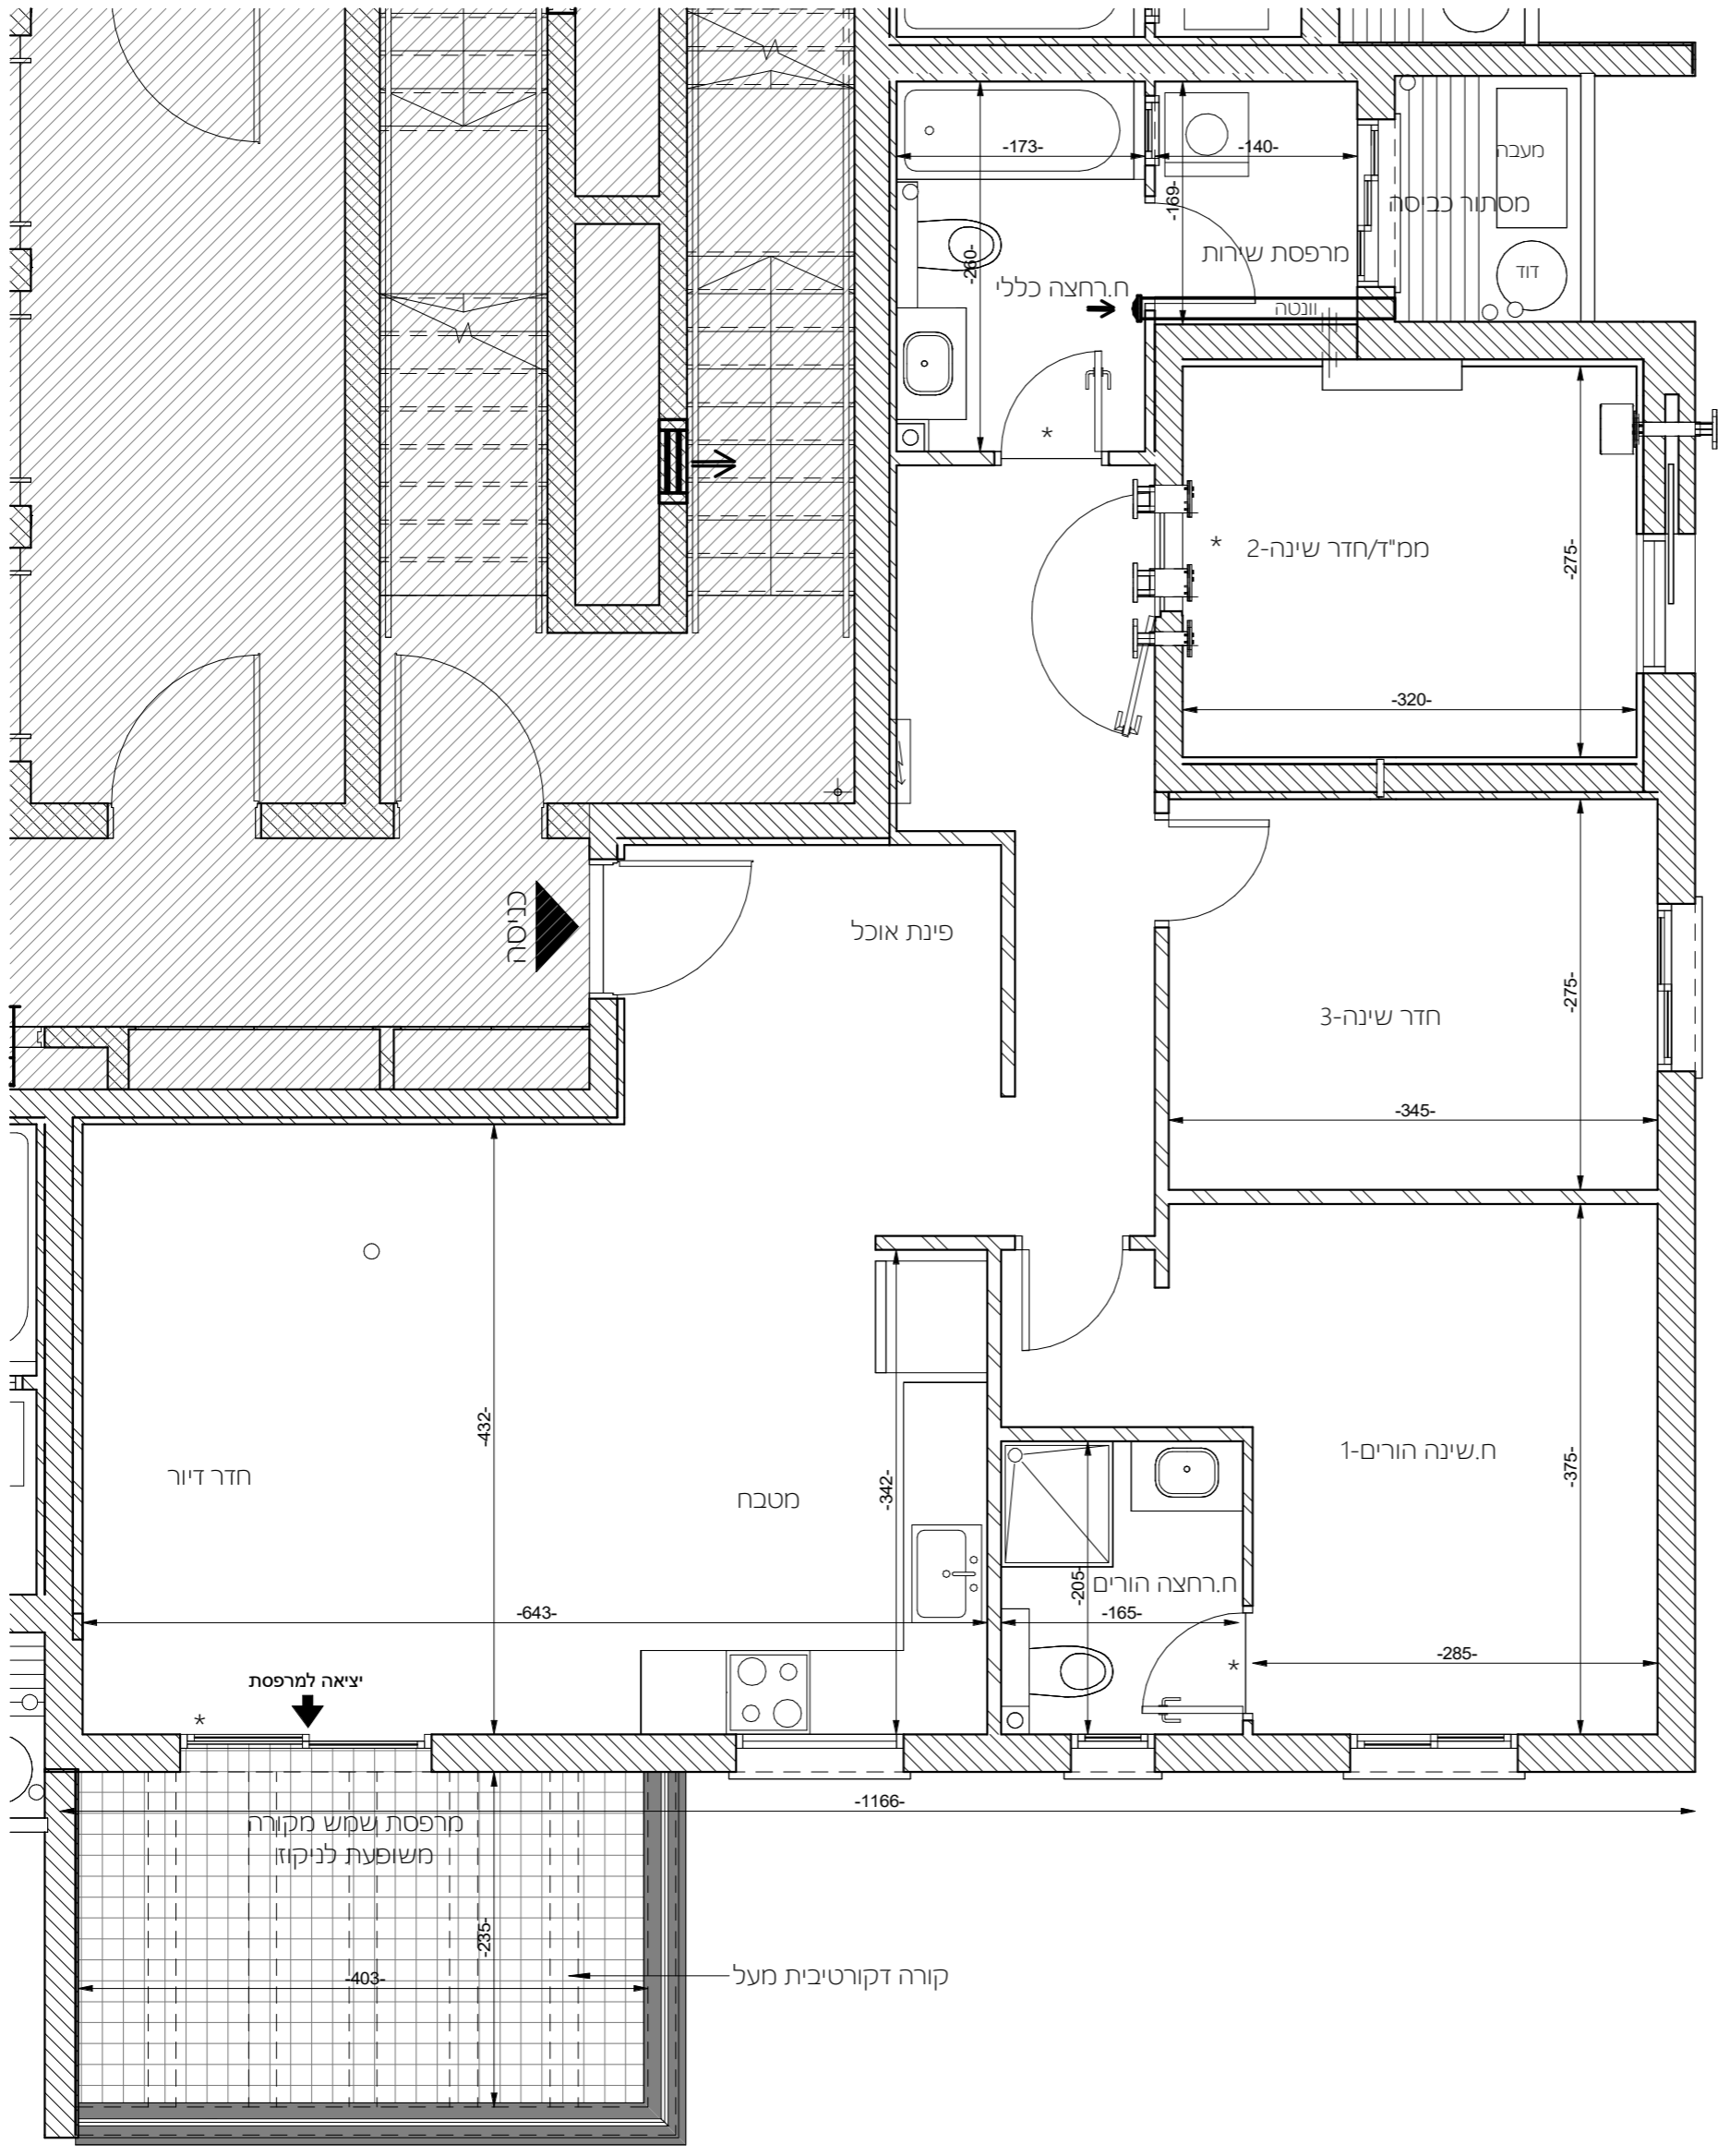 -173-
-140-
מעבה
מסתור כביסה
-169-
מרפסת שירות
-260-
ח.רחצה כללי
דוד
וונטה
*
*
ממ"ד/חדר שינה-2
-275-
-320-
כניסה
פינת אוכל
חדר שינה-3
-275-
-345-
-432-
חדר דיור
מטבח
-342-
ח.שינה הורים-1
-375-
-205-
ח.רחצה הורים
-643-
-165-
-285-
*
יציאה למרפסת
*
-1166-
מרפסת שמש מקורה
משופעת לניקוז
-235-
-403-
קורה דקורטיבית מעל